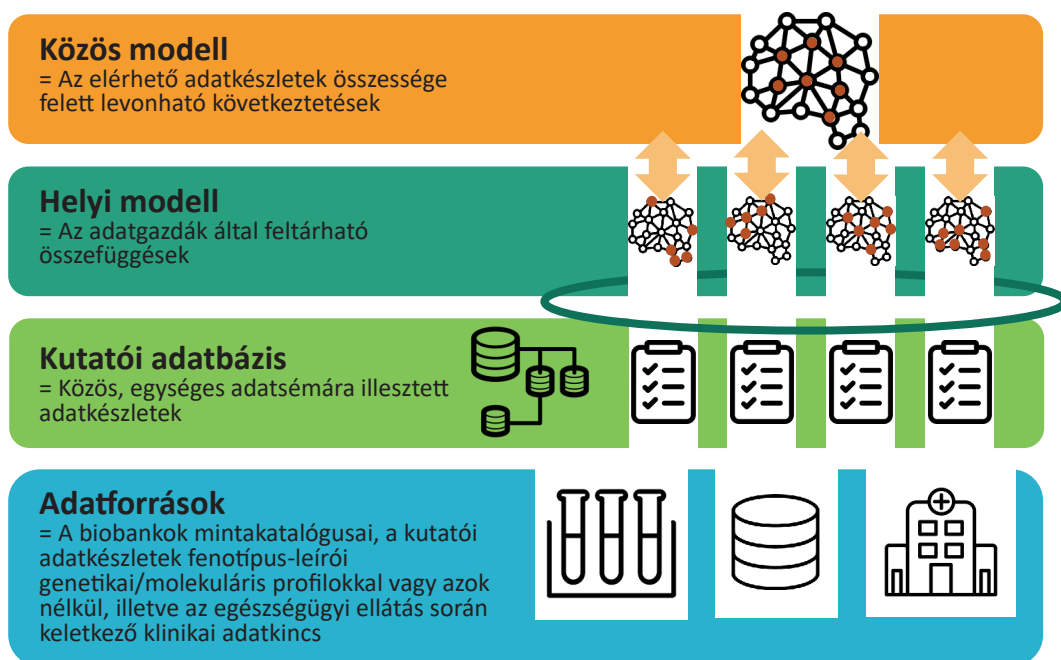 Közös modell
= Az elérhető adatkészletek összessége
felett levonható következtetések
Helyi modell
= Az adatgazdák által feltárható
összefüggések
Kutatói adatbázis
= Közös, egységes adatsémára illesztett
adatkészletek
Adatforrások
= A biobankok mintakatalógusai, a kutatói
adatkészletek fenotípus-leírói
genetikai/molekuláris profilokkal vagy azok
nélkül, illetve az egészségügyi ellátás során
keletkező klinikai adatkincs